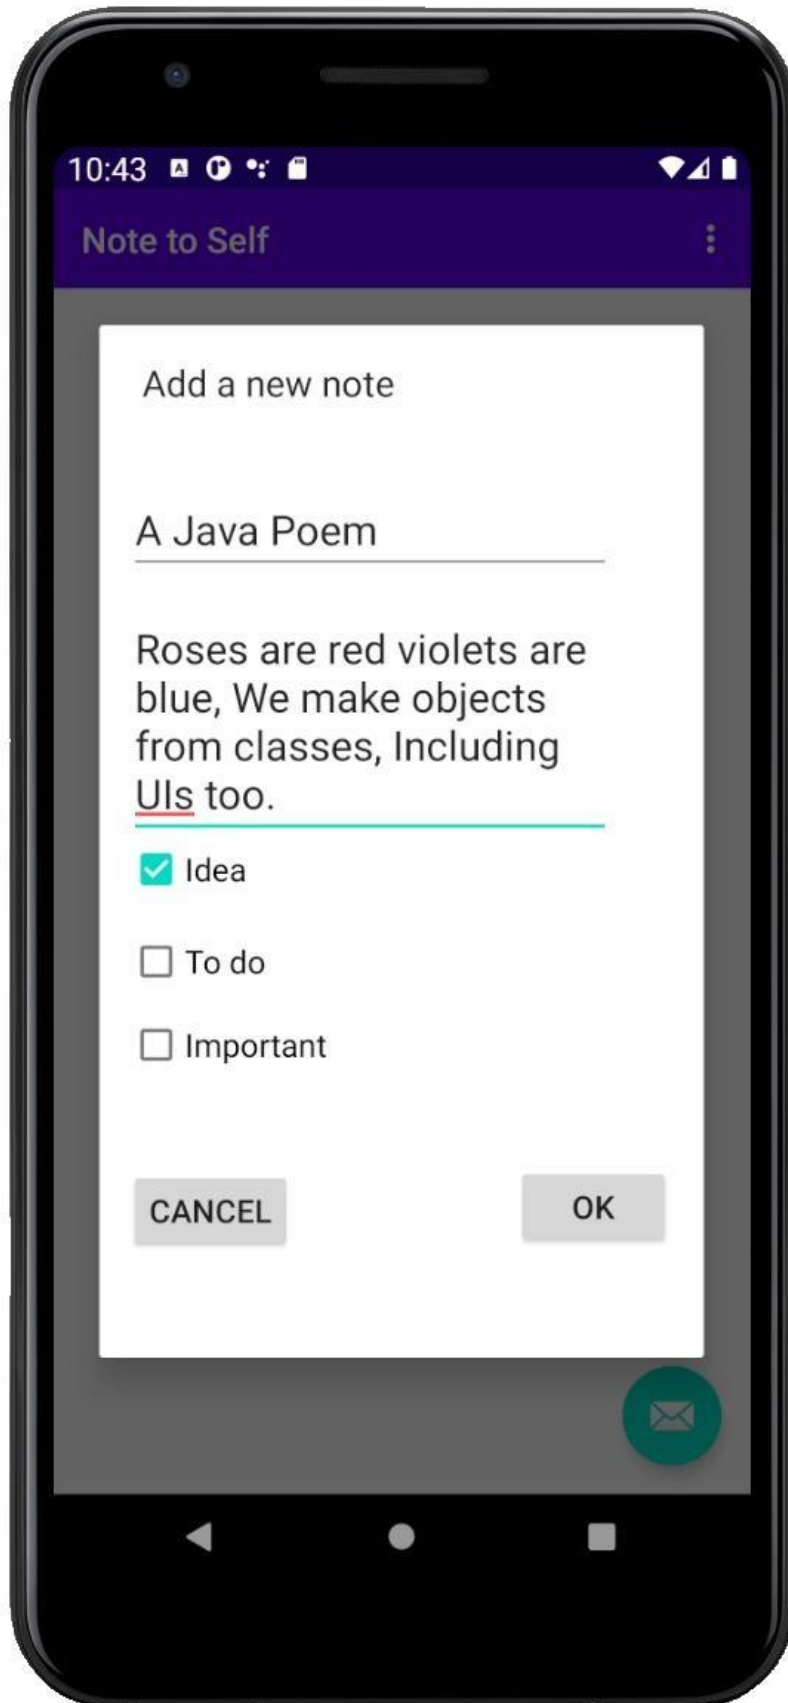 10:43
Note to Self
Add a new note
A Java Poem
Roses are red violets are
blue, We make objects
from classes, Including
UIs too.
Idea
To do
Important
CANCEL
OK